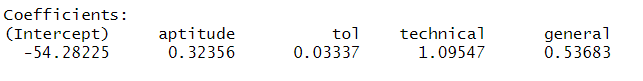 Coefficients:
(Intercept) aptitude tol technical general
-54.28225 0.32356 0.03337 1.09547 0.53683